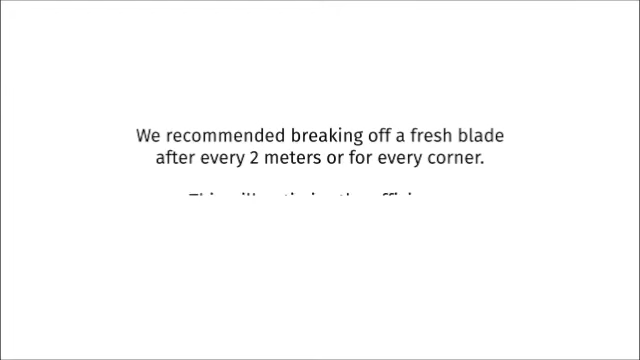 We recommended breaking off a fresh blade
after every 2 meters or for every corner.